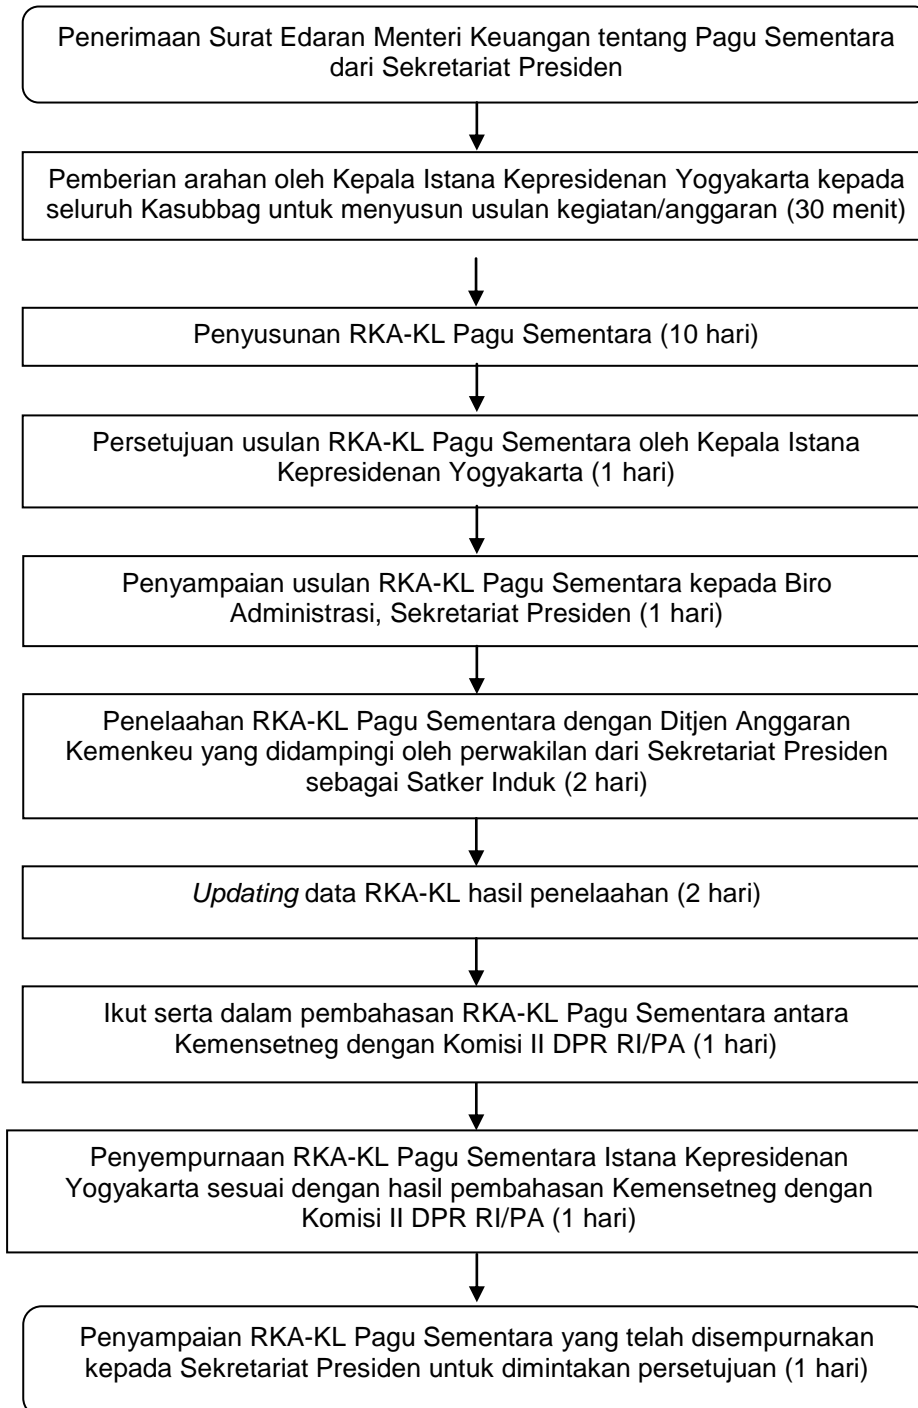 Penerimaan Surat Edaran Menteri Keuangan tentang Pagu Sementara
dari Sekretariat Presiden
Pemberian arahan oleh Kepala Istana Kepresidenan Yogyakarta kepada
seluruh Kasubbag untuk menyusun usulan kegiatan/anggaran (30 menit)
Penyusunan RKA-KL Pagu Sementara (10 hari)
Persetujuan usulan RKA-KL Pagu Sementara oleh Kepala Istana
Kepresidenan Yogyakarta (1 hari)
Penyampaian usulan RKA-KL Pagu Sementara kepada Biro
Administrasi, Sekretariat Presiden (1 hari)
Penelaahan RKA-KL Pagu Sementara dengan Ditjen Anggaran
Kemenkeu yang didampingi oleh perwakilan dari Sekretariat Presiden
sebagai Satker Induk (2 hari)
Updating data RKA-KL hasil penelaahan (2 hari)
Ikut serta dalam pembahasan RKA-KL Pagu Sementara antara
Kemensetneg dengan Komisi II DPR RI/PA (1 hari)
Penyempurnaan RKA-KL Pagu Sementara Istana Kepresidenan
Yogyakarta sesuai dengan hasil pembahasan Kemensetneg dengan
Komisi II DPR RI/PA (1 hari)
Penyampaian RKA-KL Pagu Sementara yang telah disempurnakan
kepada Sekretariat Presiden untuk dimintakan persetujuan (1 hari)